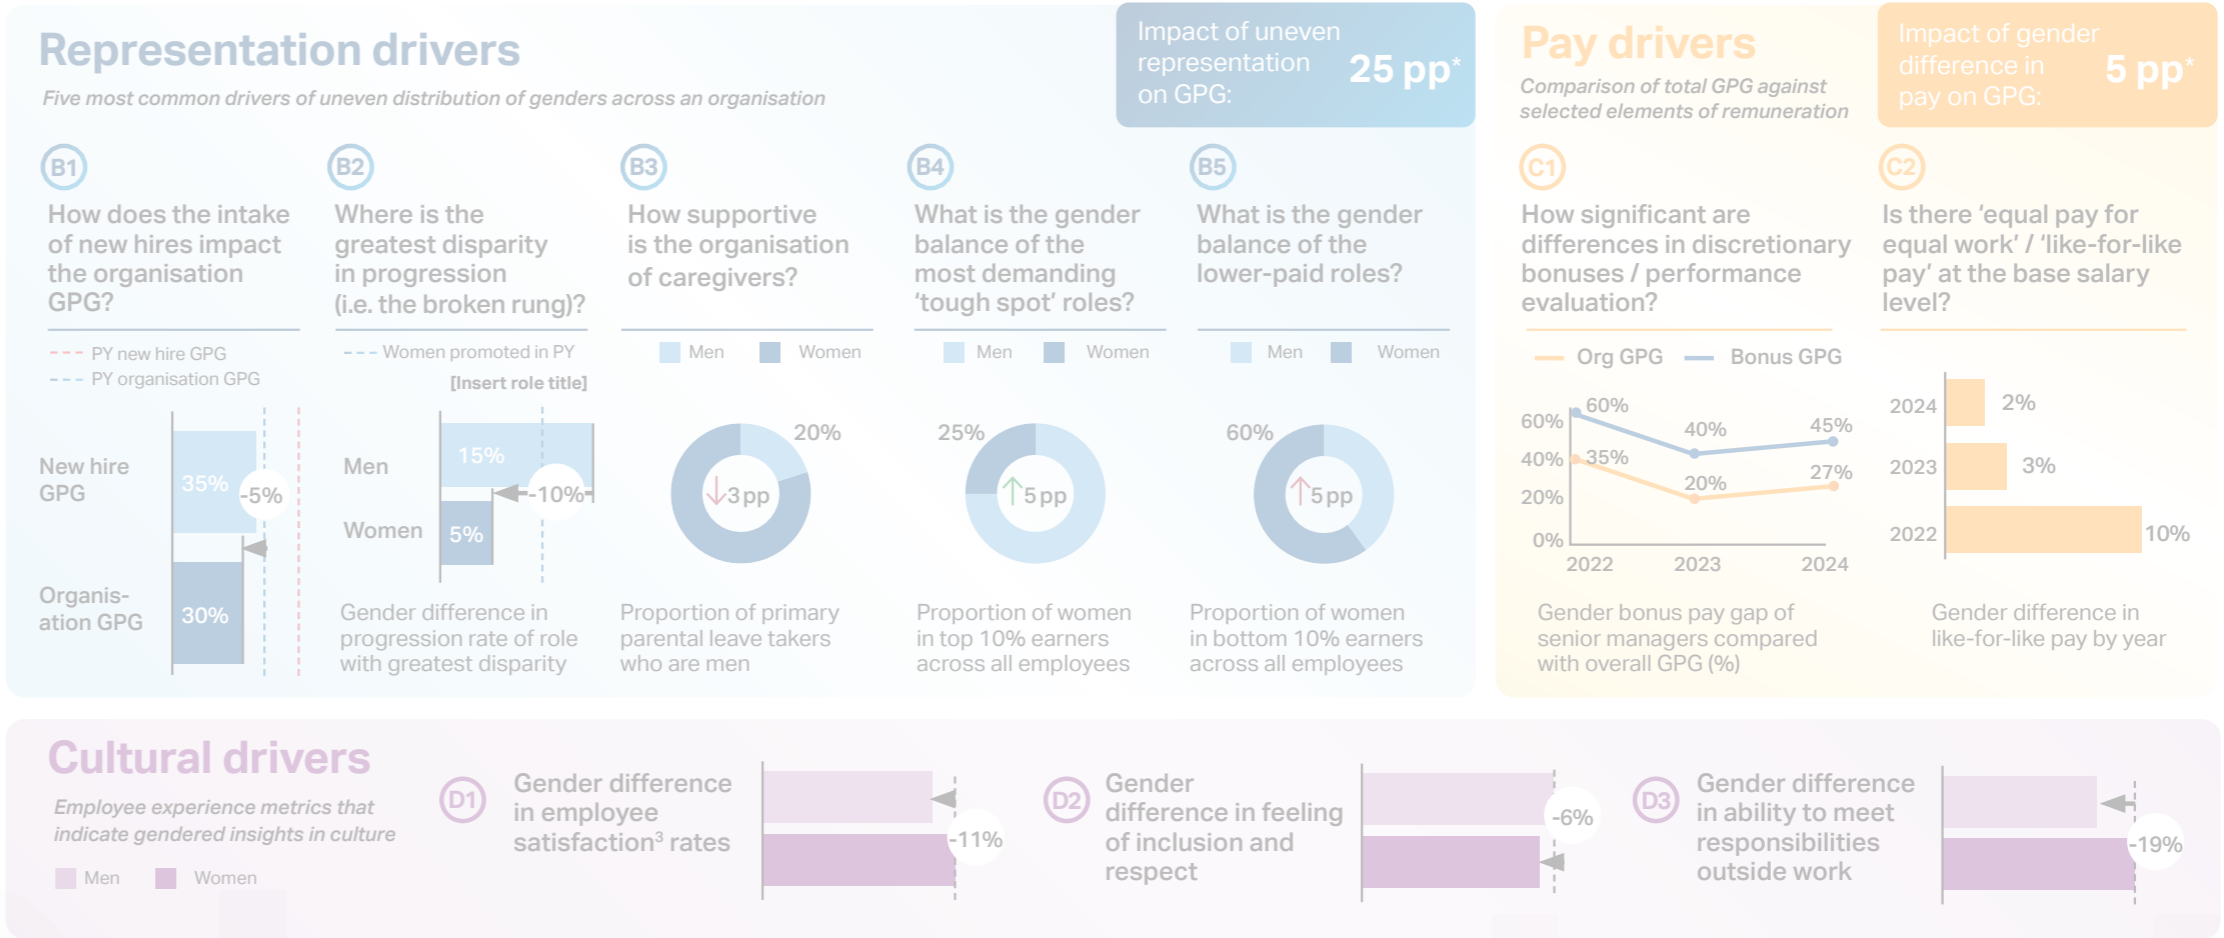 Representation drivers
Five most common drivers of uneven distribution of genders across an organisation
Impact of uneven
representation
on GPG:
25 pp*
B1
How does the intake
of new hires impact
the organisation
GPG?
PY new hire GPG
PY organisation GPG
New hire
GPG
35%
-5%
Organis-
ation GPG
30%
B2
Where is the
greatest disparity
in progression
(i.e. the broken rung)?
Women promoted in PY
[Insert role title]
Men
15%
-10%
Women
5%
Gender difference in
progression rate of role
with greatest disparity
B3
How supportive
is the organisation
of caregivers?
Men
Women
20%
↓3 pp
Proportion of primary
parental leave takers
who are men
B4
What is the gender
balance of the
most demanding
‘tough spot’ roles?
Men
Women
25%
↑5 pp
Proportion of women
in top 10% earners
across all employees
B5
What is the gender
balance of the
lower-paid roles?
Men
Women
60%
↑5 pp
Proportion of women
in bottom 10% earners
across all employees
Pay drivers
Comparison of total GPG against
selected elements of remuneration
Impact of gender
difference in
pay on GPG:
5 pp*
C1
How significant are
differences in discretionary
bonuses / performance
evaluation?
Org GPG
Bonus GPG
60%
40%
20%
0%
60%
40%
45%
35%
20%
27%
2022
2023
2024
Gender bonus pay gap of
senior managers compared
with overall GPG (%)
C2
Is there ‘equal pay for
equal work’ / ‘like-for-like
pay’ at the base salary
level?
2024
2%
2023
3%
2022
10%
Gender difference in
like-for-like pay by year
Cultural drivers
Employee experience metrics that
indicate gendered insights in culture
Men
Women
D1
Gender difference
in employee
satisfaction³ rates
-11%
D2
Gender
difference in feeling
of inclusion and
respect
-6%
D3
Gender difference
in ability to meet
responsibilities
outside work
-19%